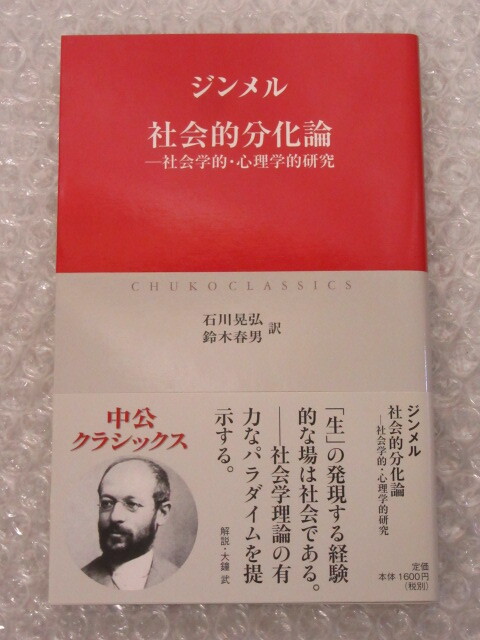 ジンメル
社会的分化論
―社会学的・心理学的研究
CHUKO CLASSICS
石川晃弘
鈴木春男
訳
ジンメル
社会的分化論
―社会学的・心理学的研究
「生」の発現する経験
的な場は社会である。
――社会学理論の有
力なパラダイムを提
示する。
解説・大鐘 武
中公
クラシックス
定価
本体1600円
（税別）